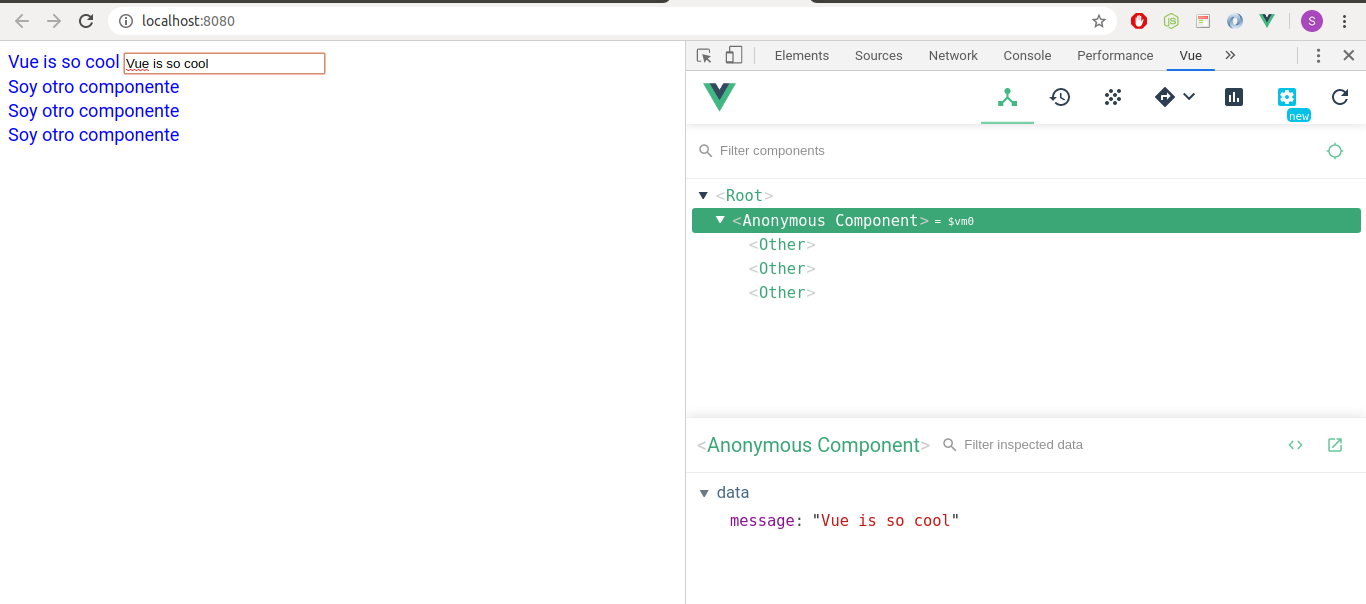 localhost:8080
S
Vue is so cool Vue is so cool
Soy otro componente
Soy otro componente
Soy otro componente
Elements Sources Network Console Performance Vue »
new
Filter components
<Root>
<Anonymous Component> = $vm0
<Other>
<Other>
<Other>
<Anonymous Component> Filter inspected data
data
message: "Vue is so cool"